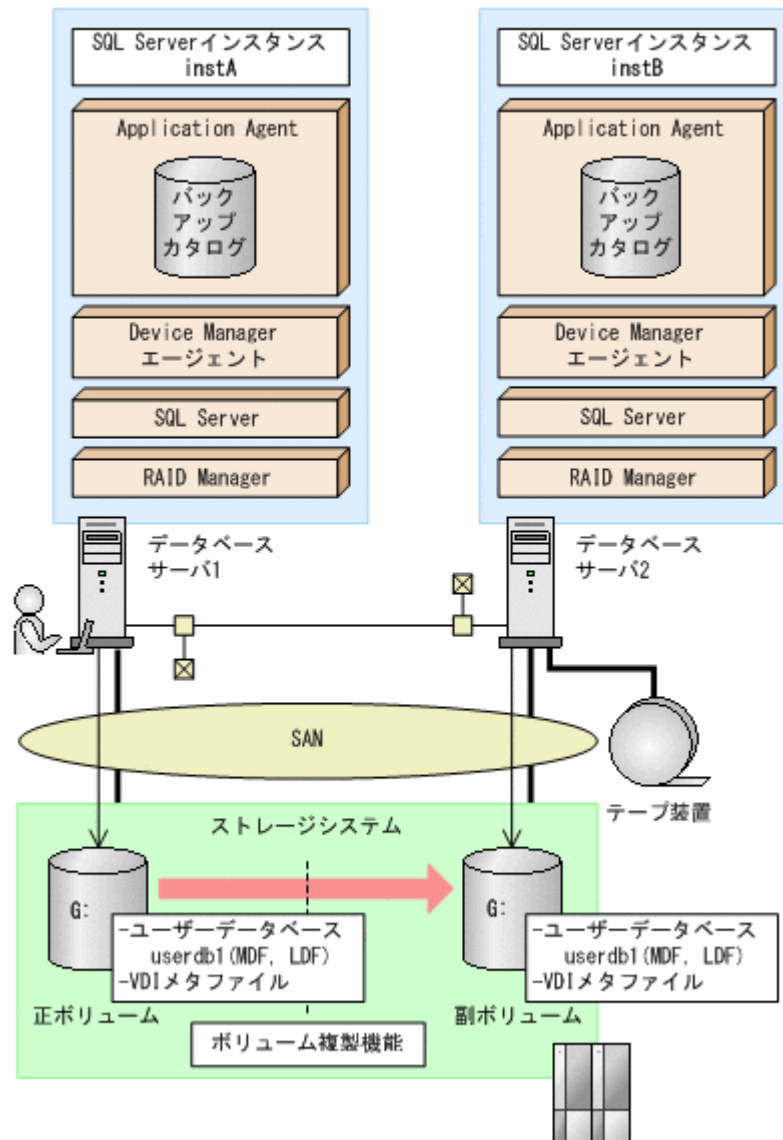 SQL Serverインスタンス
instA
Application Agent
バック
アップ
カタログ
Device Manager
エージェント
SQL Server
RAID Manager
データベース
サーバ1
SQL Serverインスタンス
instB
Application Agent
バック
アップ
カタログ
Device Manager
エージェント
SQL Server
RAID Manager
データベース
サーバ2
SAN
テープ装置
ストレージシステム
G:
-ユーザーデータベース
userdb1(MDF, LDF)
-VDIメタファイル
正ボリューム
G:
-ユーザーデータベース
userdb1(MDF, LDF)
-VDIメタファイル
副ボリューム
ボリューム複製機能